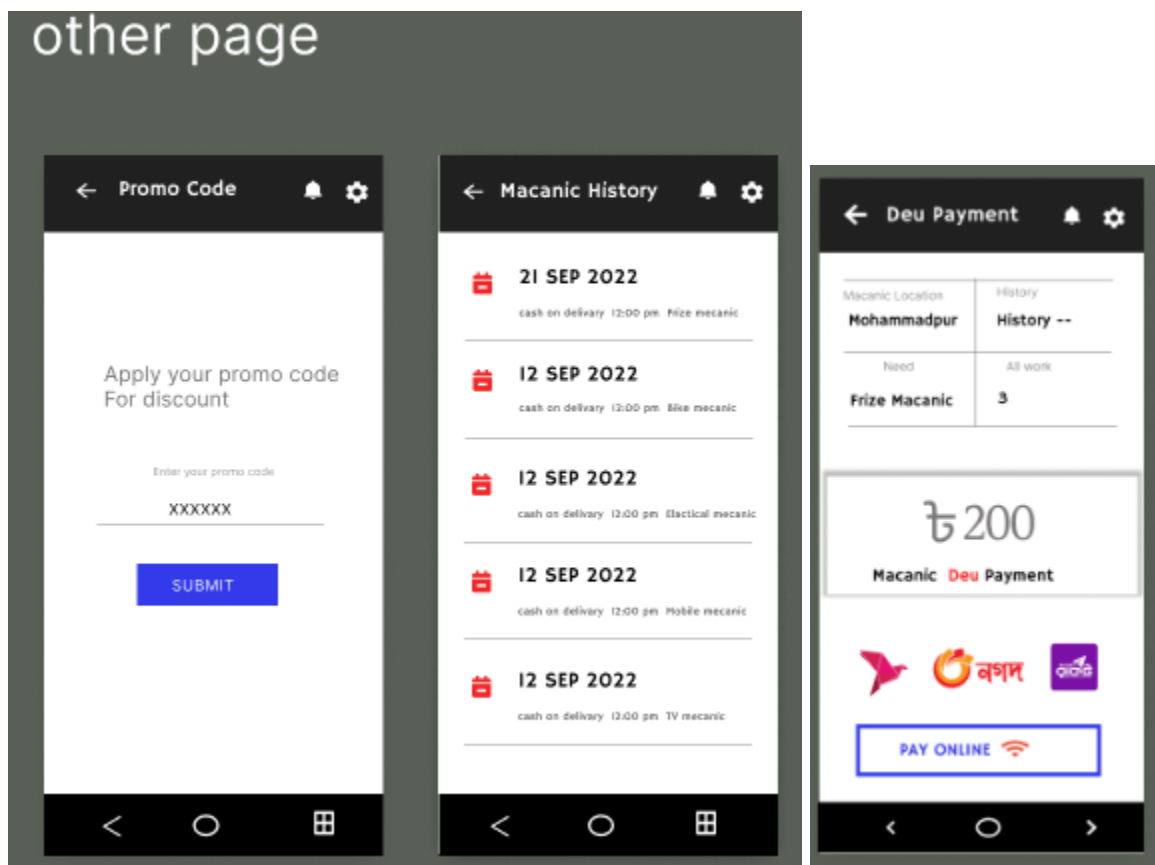 other page
Promo Code
Apply your promo code
For discount
Enter your promo code
XXXXXX
SUBMIT
Macanic History
21 SEP 2022
cash on delivary 12:00 pm Frize mecanic
12 SEP 2022
cash on delivary 12:00 pm Bike mecanic
12 SEP 2022
cash on delivary 12:00 pm Elactical mecanic
12 SEP 2022
cash on delivary 12:00 pm Mobile mecanic
12 SEP 2022
cash on delivary 12:00 pm TV mecanic
Deu Payment
Macanic Location History
Mohammadpur History --
Need All work
Frize Macanic 3
৳ 200
Macanic Deu Payment
নগদ
PAY ONLINE